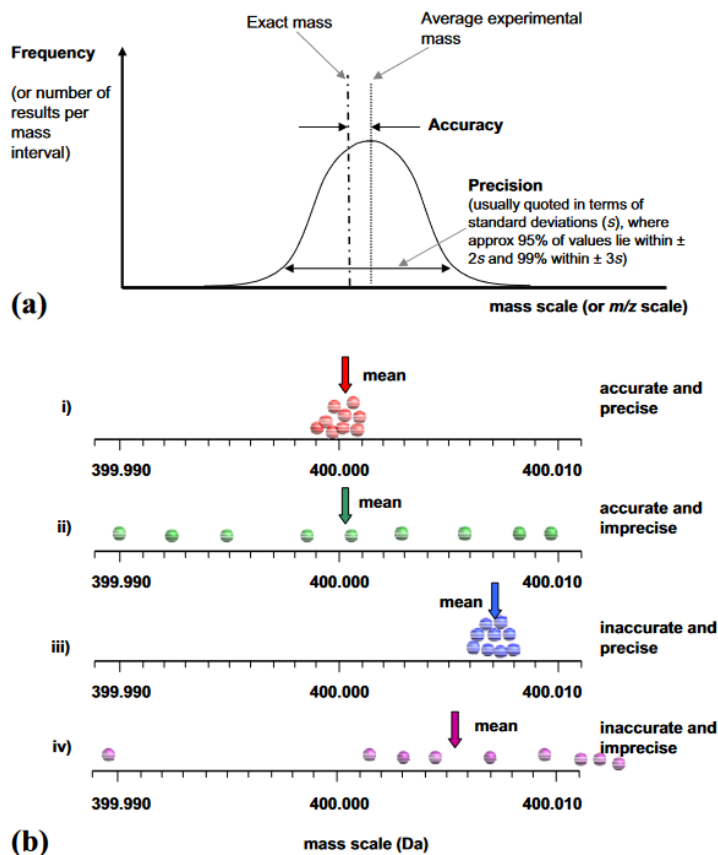 Exact mass
Average experimental
mass
Frequency
(or number of
results per
mass
interval)
Accuracy
Precision
(usually quoted in terms of
standard deviations (s), where
approx 95% of values lie within ±
2s and 99% within ± 3s)
(a)
mass scale (or m/z scale)
mean
i)
accurate and
precise
399.990 400.000 400.010
mean
ii)
accurate and
imprecise
399.990 400.000 400.010
mean
iii)
inaccurate and
precise
399.990 400.000 400.010
mean
iv)
inaccurate and
imprecise
399.990 400.000 400.010
(b)
mass scale (Da)